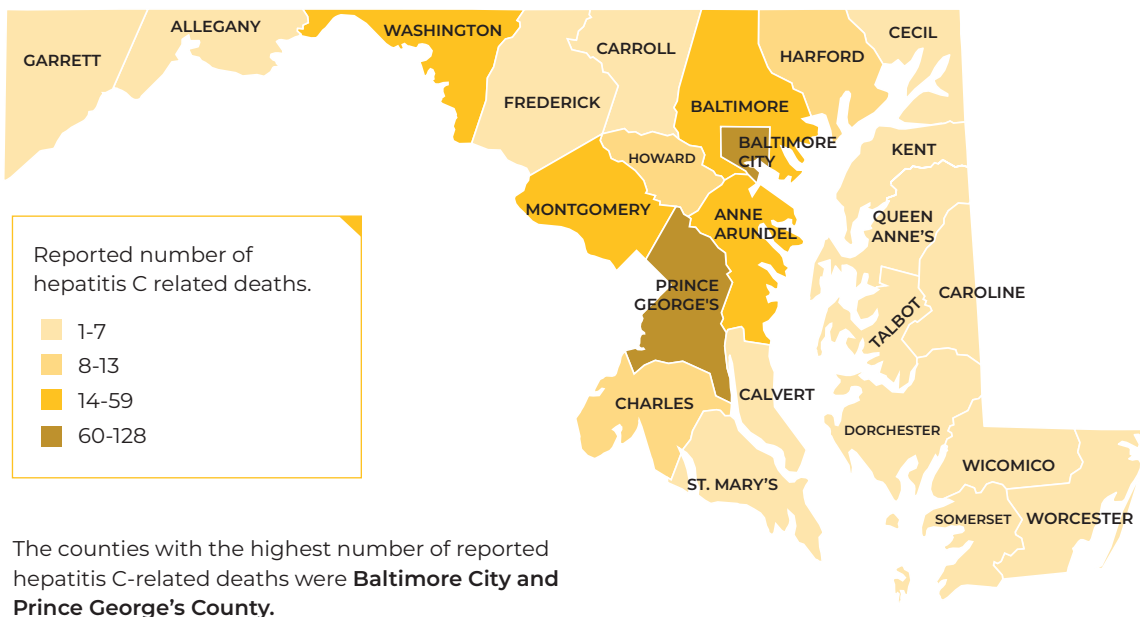 GARRETT
ALLEGANY
WASHINGTON
FREDERICK
CARROLL
BALTIMORE
HARFORD
CECIL
BALTIMORE
CITY
HOWARD
KENT
MONTGOMERY
ANNE
ARUNDEL
QUEEN
ANNE'S
PRINCE
GEORGE'S
CAROLINE
TALBOT
CHARLES
CALVERT
DORCHESTER
ST. MARY'S
WICOMICO
SOMERSET
WORCESTER
Reported number of
hepatitis C related deaths.
1-7
8-13
14-59
60-128
The counties with the highest number of reported
hepatitis C-related deaths were Baltimore City and
Prince George's County.